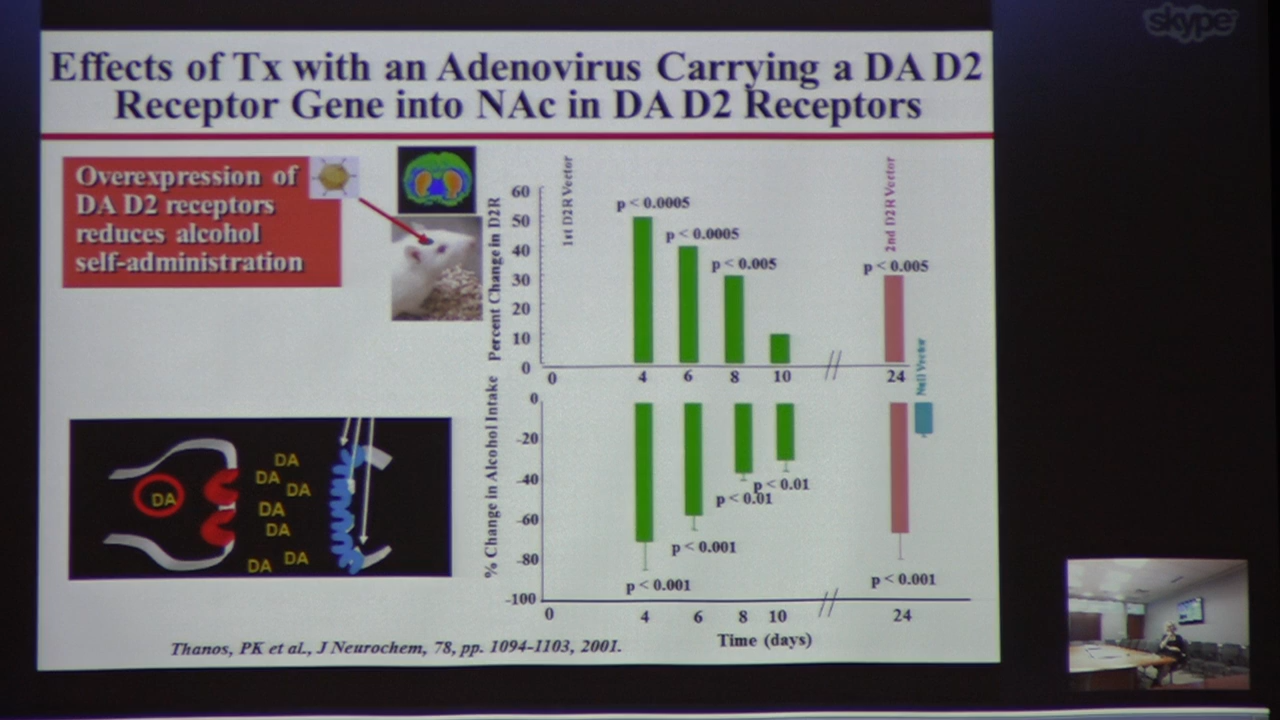 skype
Effects of Tx with an Adenovirus Carrying a DA D2
Receptor Gene into NAc in DA D2 Receptors
Overexpression of
DA D2 receptors
reduces alcohol
self-administration
Percent Change in D2R
60
50
40
30
20
10
0
1st D2R Vector
p < 0.0005
p < 0.0005
p < 0.005
2nd D2R Vector
p < 0.005
0 4 6 8 10 24
Null Vector
% Change in Alcohol Intake
0
-20
-40
-60
-80
-100
p < 0.001
p < 0.001
p < 0.01
p < 0.01
p < 0.001
0 4 6 8 10 24
Time (days)
DA
DA
DA
DA
DA
DA
DA
DA
Thanos, PK et al., J Neurochem, 78, pp. 1094-1103, 2001.